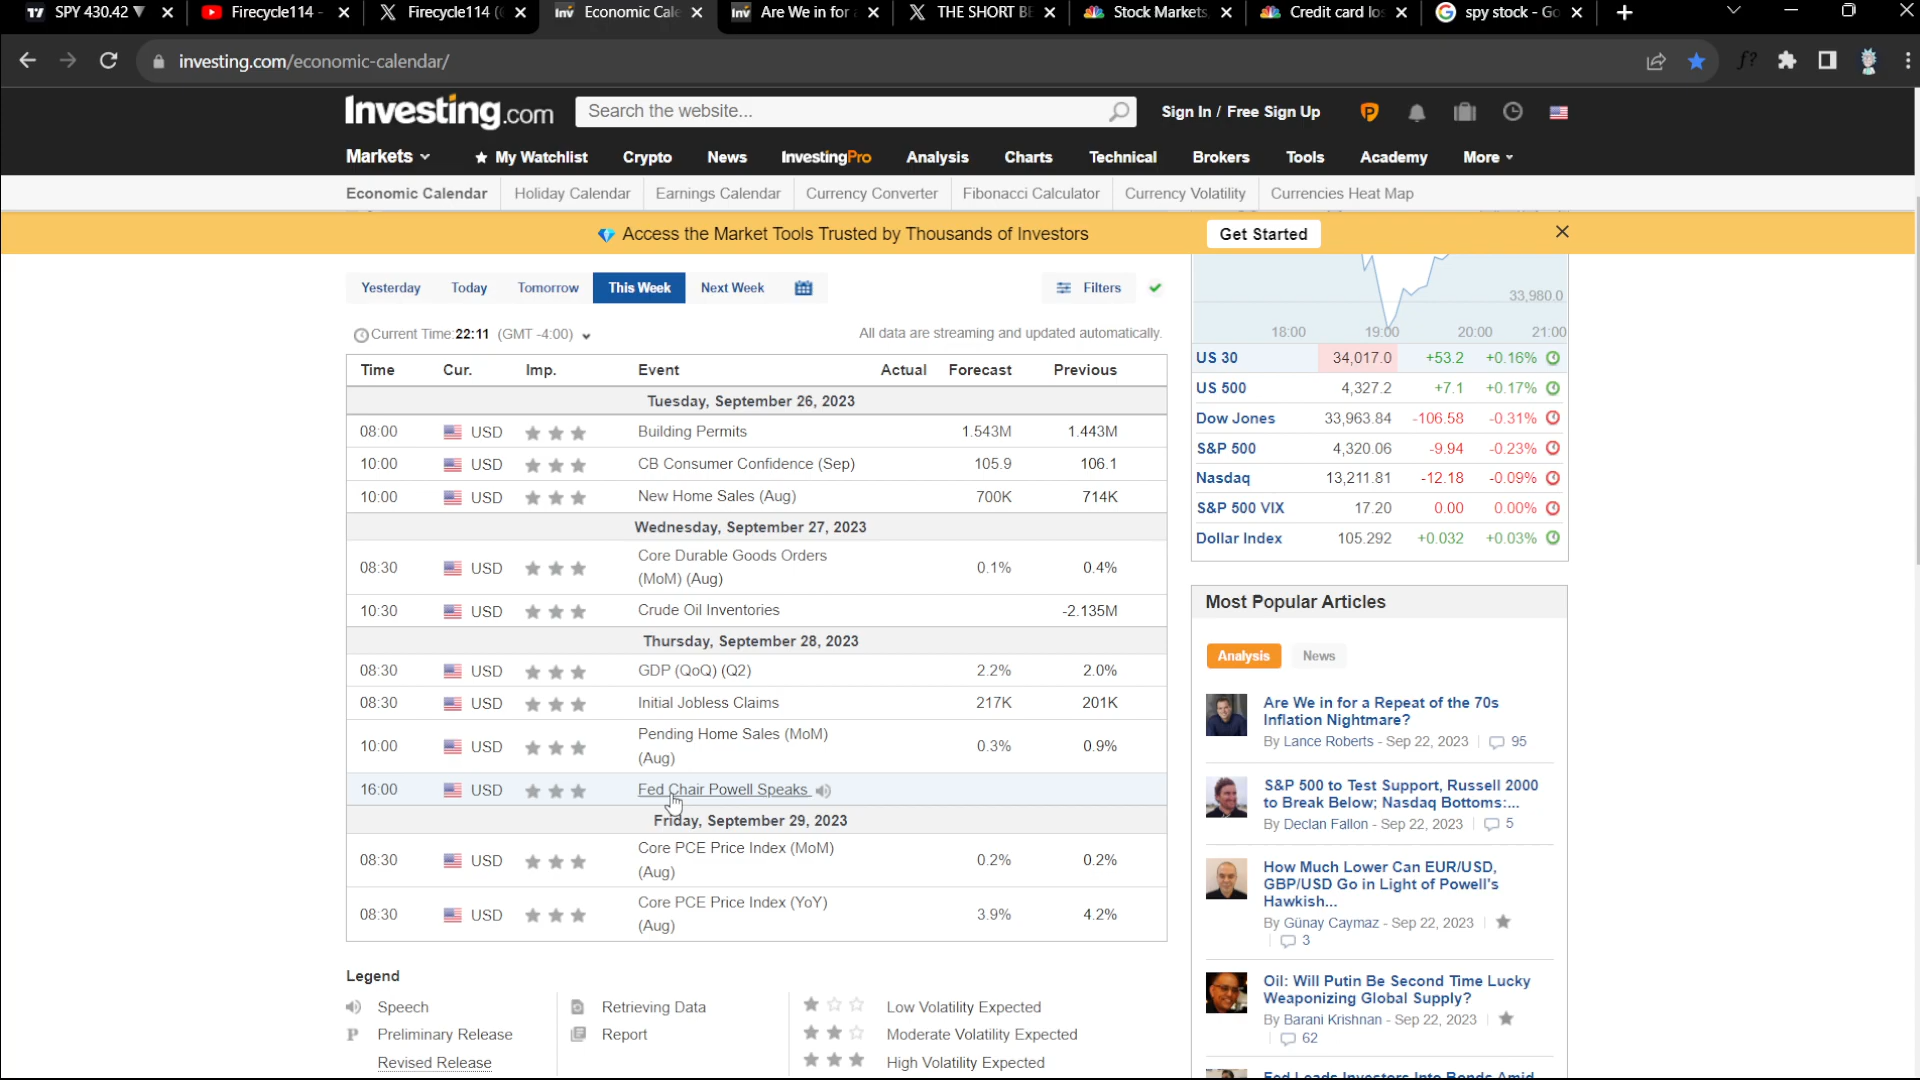 SPY 430.42 ▼ Firecycle114 - Firecycle114 ( Economic Cale Are We in for THE SHORT BE Stock Markets, Credit card los spy stock - Go
investing.com/economic-calendar/
Investing.com Search the website... Sign In / Free Sign Up
Markets My Watchlist Crypto News InvestingPro Analysis Charts Technical Brokers Tools Academy More
Economic Calendar Holiday Calendar Earnings Calendar Currency Converter Fibonacci Calculator Currency Volatility Currencies Heat Map
Access the Market Tools Trusted by Thousands of Investors Get Started
Yesterday Today Tomorrow This Week Next Week Filters
Current Time:22:11 (GMT -4:00) All data are streaming and updated automatically.
Time Cur. Imp. Event Actual Forecast Previous
Tuesday, September 26, 2023
08:00 USD Building Permits 1.543M 1.443M
10:00 USD CB Consumer Confidence (Sep) 105.9 106.1
10:00 USD New Home Sales (Aug) 700K 714K
Wednesday, September 27, 2023
08:30 USD Core Durable Goods Orders
(MoM) (Aug) 0.1% 0.4%
10:30 USD Crude Oil Inventories -2.135M
Thursday, September 28, 2023
08:30 USD GDP (QoQ) (Q2) 2.2% 2.0%
08:30 USD Initial Jobless Claims 217K 201K
10:00 USD Pending Home Sales (MoM)
(Aug) 0.3% 0.9%
16:00 USD Fed Chair Powell Speaks
Friday, September 29, 2023
08:30 USD Core PCE Price Index (MoM)
(Aug) 0.2% 0.2%
08:30 USD Core PCE Price Index (YoY)
(Aug) 3.9% 4.2%
Legend
Speech Retrieving Data Low Volatility Expected
P Preliminary Release Report Moderate Volatility Expected
Revised Release High Volatility Expected
33,980.0
18:00 19:00 20:00 21:00
US 30 34,017.0 +53.2 +0.16%
US 500 4,327.2 +7.1 +0.17%
Dow Jones 33,963.84 -106.58 -0.31%
S&P 500 4,320.06 -9.94 -0.23%
Nasdaq 13,211.81 -12.18 -0.09%
S&P 500 VIX 17.20 0.00 0.00%
Dollar Index 105.292 +0.032 +0.03%
Most Popular Articles
Analysis News
Are We in for a Repeat of the 70s
Inflation Nightmare?
By Lance Roberts - Sep 22, 2023 95
S&P 500 to Test Support, Russell 2000
to Break Below; Nasdaq Bottoms:...
By Declan Fallon - Sep 22, 2023 5
How Much Lower Can EUR/USD,
GBP/USD Go in Light of Powell's
Hawkish...
By Günay Caymaz - Sep 22, 2023
3
Oil: Will Putin Be Second Time Lucky
Weaponizing Global Supply?
By Barani Krishnan - Sep 22, 2023
62
Fed Leads Investors Into Bonds Amid